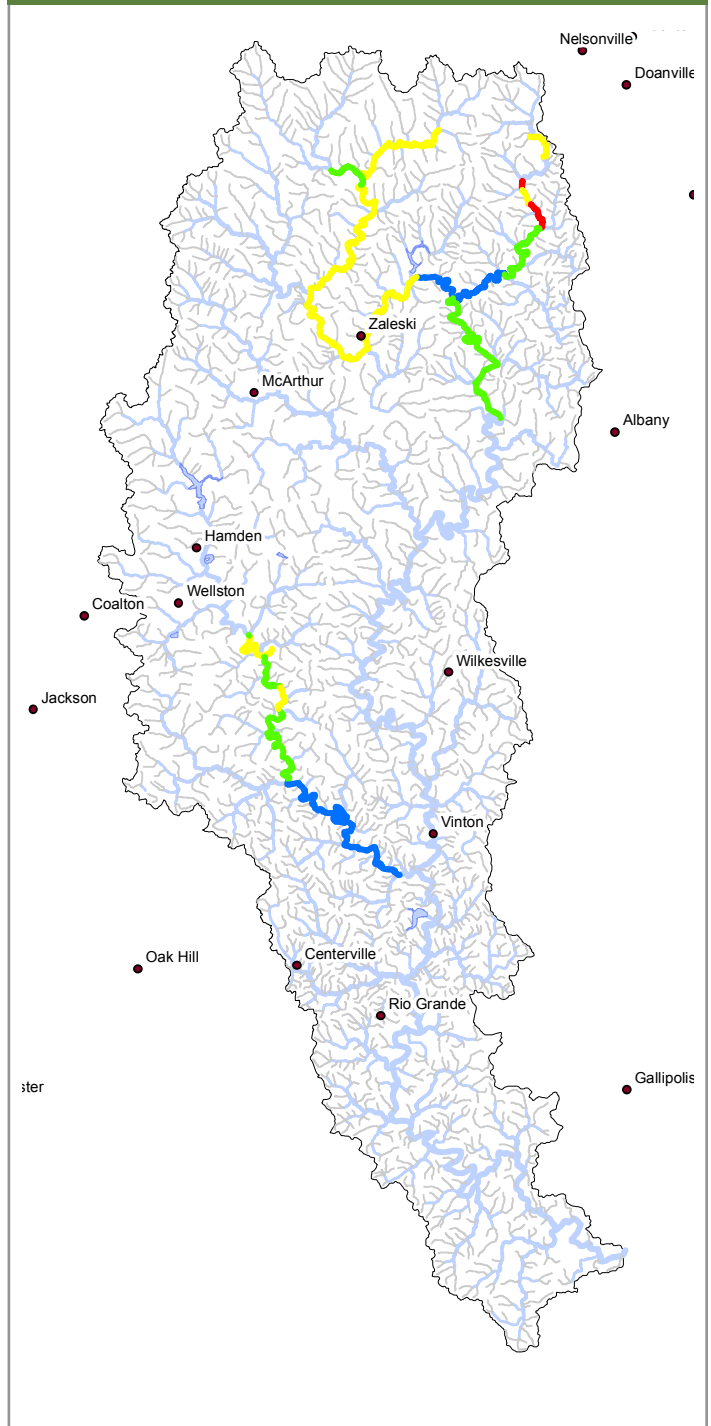 Nelsonville
Doanville
Zaleski
McArthur
Albany
Hamden
Wellston
Coalton
Wilkesville
Jackson
Vinton
Oak Hill
Centerville
Rio Grande
ster
Gallipolis